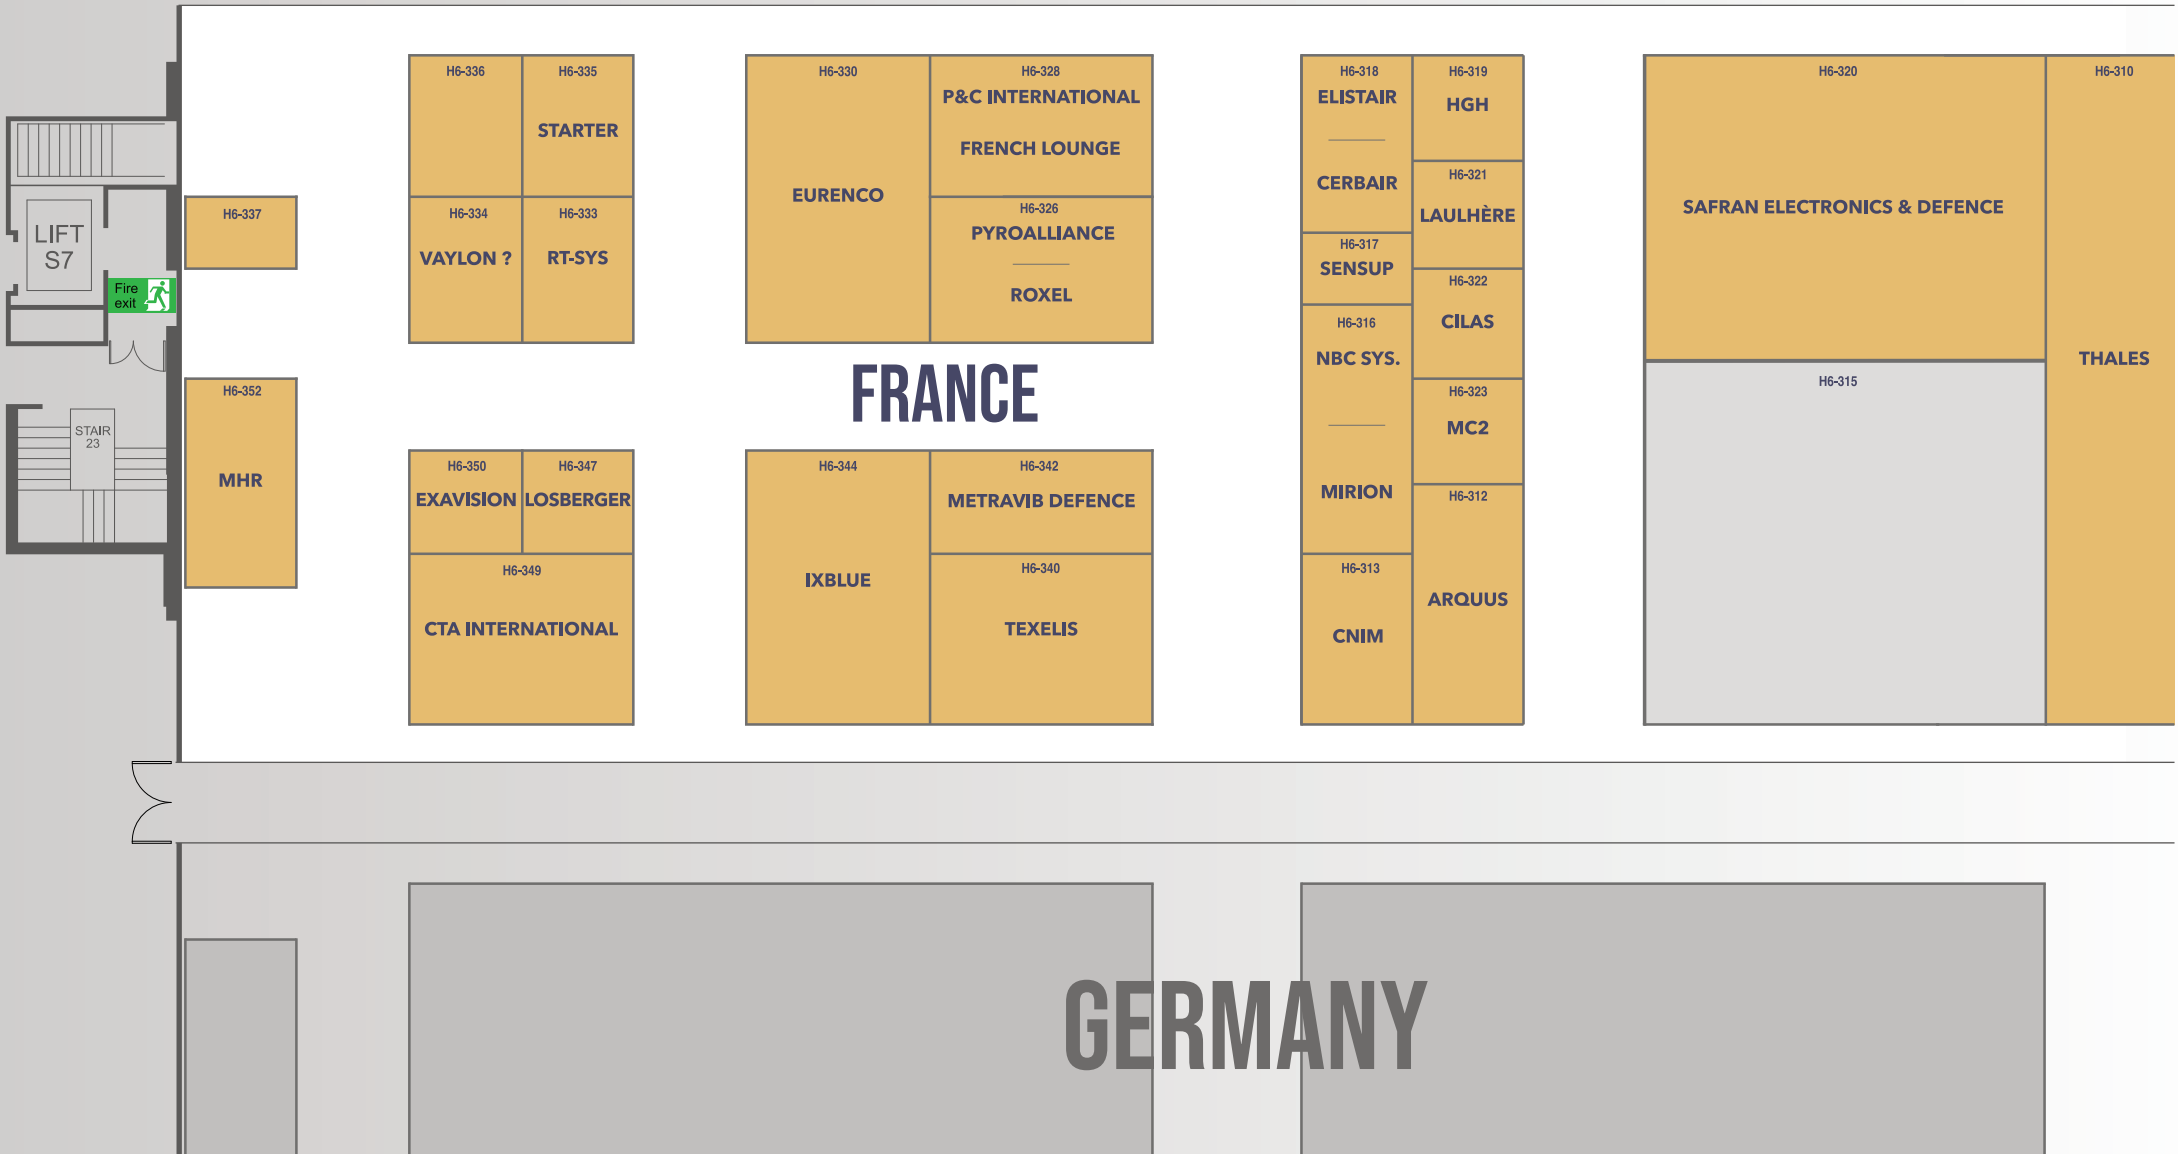 LIFT
S7
Fire
exit
STAIR
23
H6-337
H6-352
MHR
H6-336
H6-335
STARTER
H6-334
VAYLON ?
H6-333
RT-SYS
H6-350
EXAVISION
H6-347
LOSBERGER
H6-349
CTA INTERNATIONAL
H6-330
EURENCO
H6-328
P&C INTERNATIONAL
FRENCH LOUNGE
H6-326
PYROALLIANCE
ROXEL
FRANCE
H6-344
IXBLUE
H6-342
METRAVIB DEFENCE
H6-340
TEXELIS
H6-318
ELISTAIR
CERBAIR
H6-317
SENSUP
H6-316
NBC SYS.
MIRION
H6-313
CNIM
H6-319
HGH
H6-321
LAULHÈRE
H6-322
CILAS
H6-323
MC2
H6-312
ARQUUS
H6-320
SAFRAN ELECTRONICS & DEFENCE
H6-315
H6-310
THALES
GERMANY